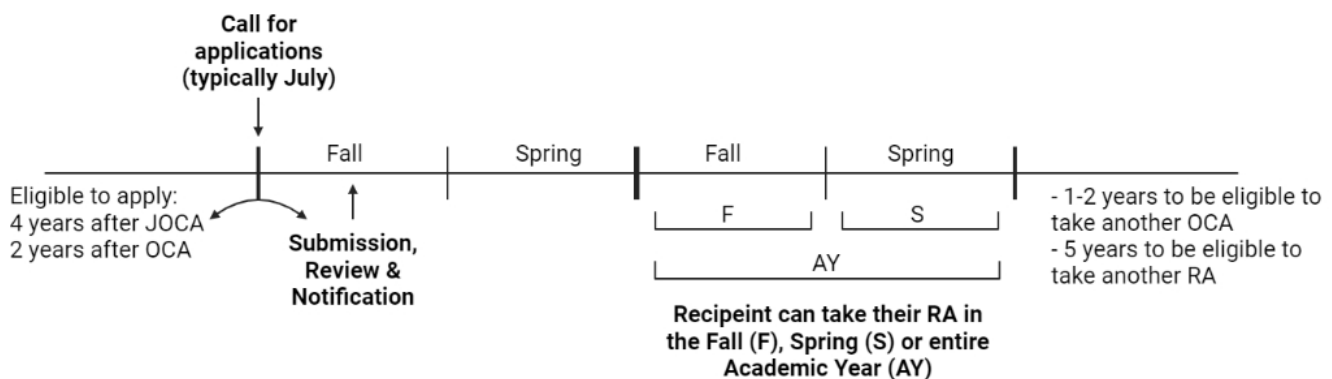 Call for
applications
(typically July)
Fall
Spring
Fall
Spring
Eligible to apply:
4 years after JOCA
2 years after OCA
Submission,
Review &
Notification
F
S
AY
Recipeint can take their RA in
the Fall (F), Spring (S) or entire
Academic Year (AY)
- 1-2 years to be eligible to
take another OCA
- 5 years to be eligible to
take another RA